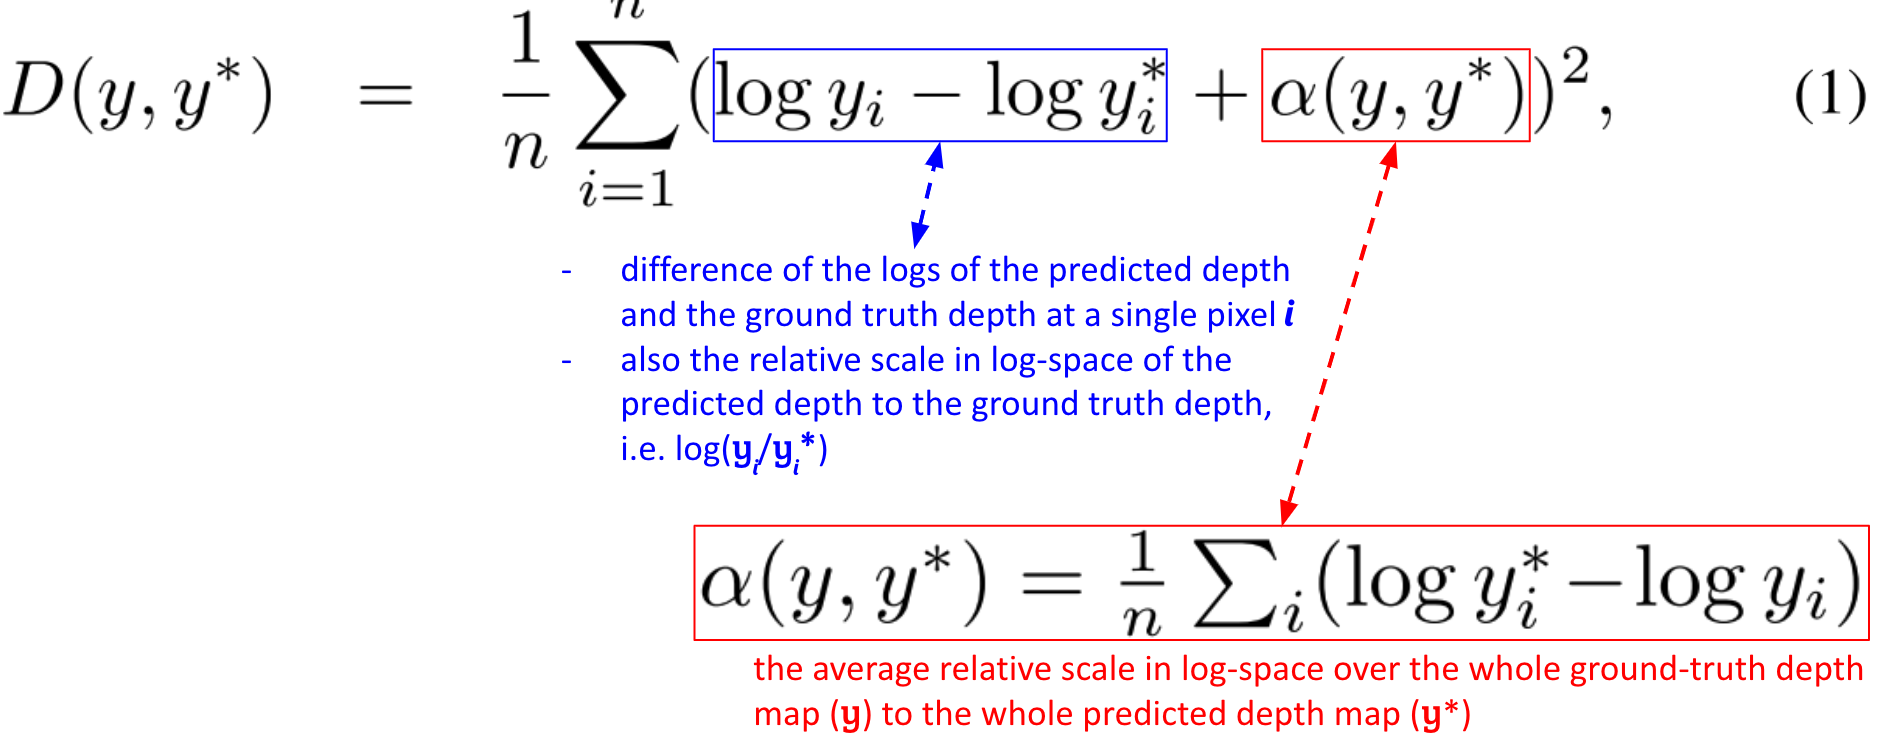 D(y, y*) = \frac{1}{n} \sum_{i=1}^{n} (log y_i − log y_i^* + α(y, y*))^2, (1)
- difference of the logs of the predicted depth
and the ground truth depth at a single pixel i
- also the relative scale in log-space of the
predicted depth to the ground truth depth,
i.e. log(y_i/y_i*)
α(y, y*) = \frac{1}{n} \sum_i (log y_i^* − log y_i)
the average relative scale in log-space over the whole ground-truth depth
map (y) to the whole predicted depth map (y*)